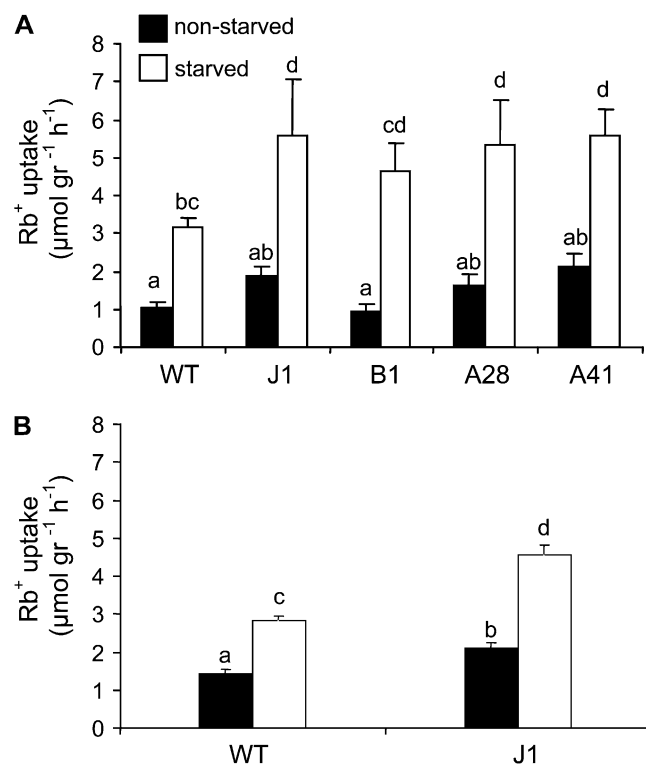 A
non-starved
starved
Rb⁺ uptake
(µmol gr⁻¹ h⁻¹)
8
7
6
5
4
3
2
1
0
a
bc
ab
d
a
cd
ab
d
ab
d
WT J1 B1 A28 A41
B
Rb⁺ uptake
(µmol gr⁻¹ h⁻¹)
8
7
6
5
4
3
2
1
0
a
c
b
d
WT J1